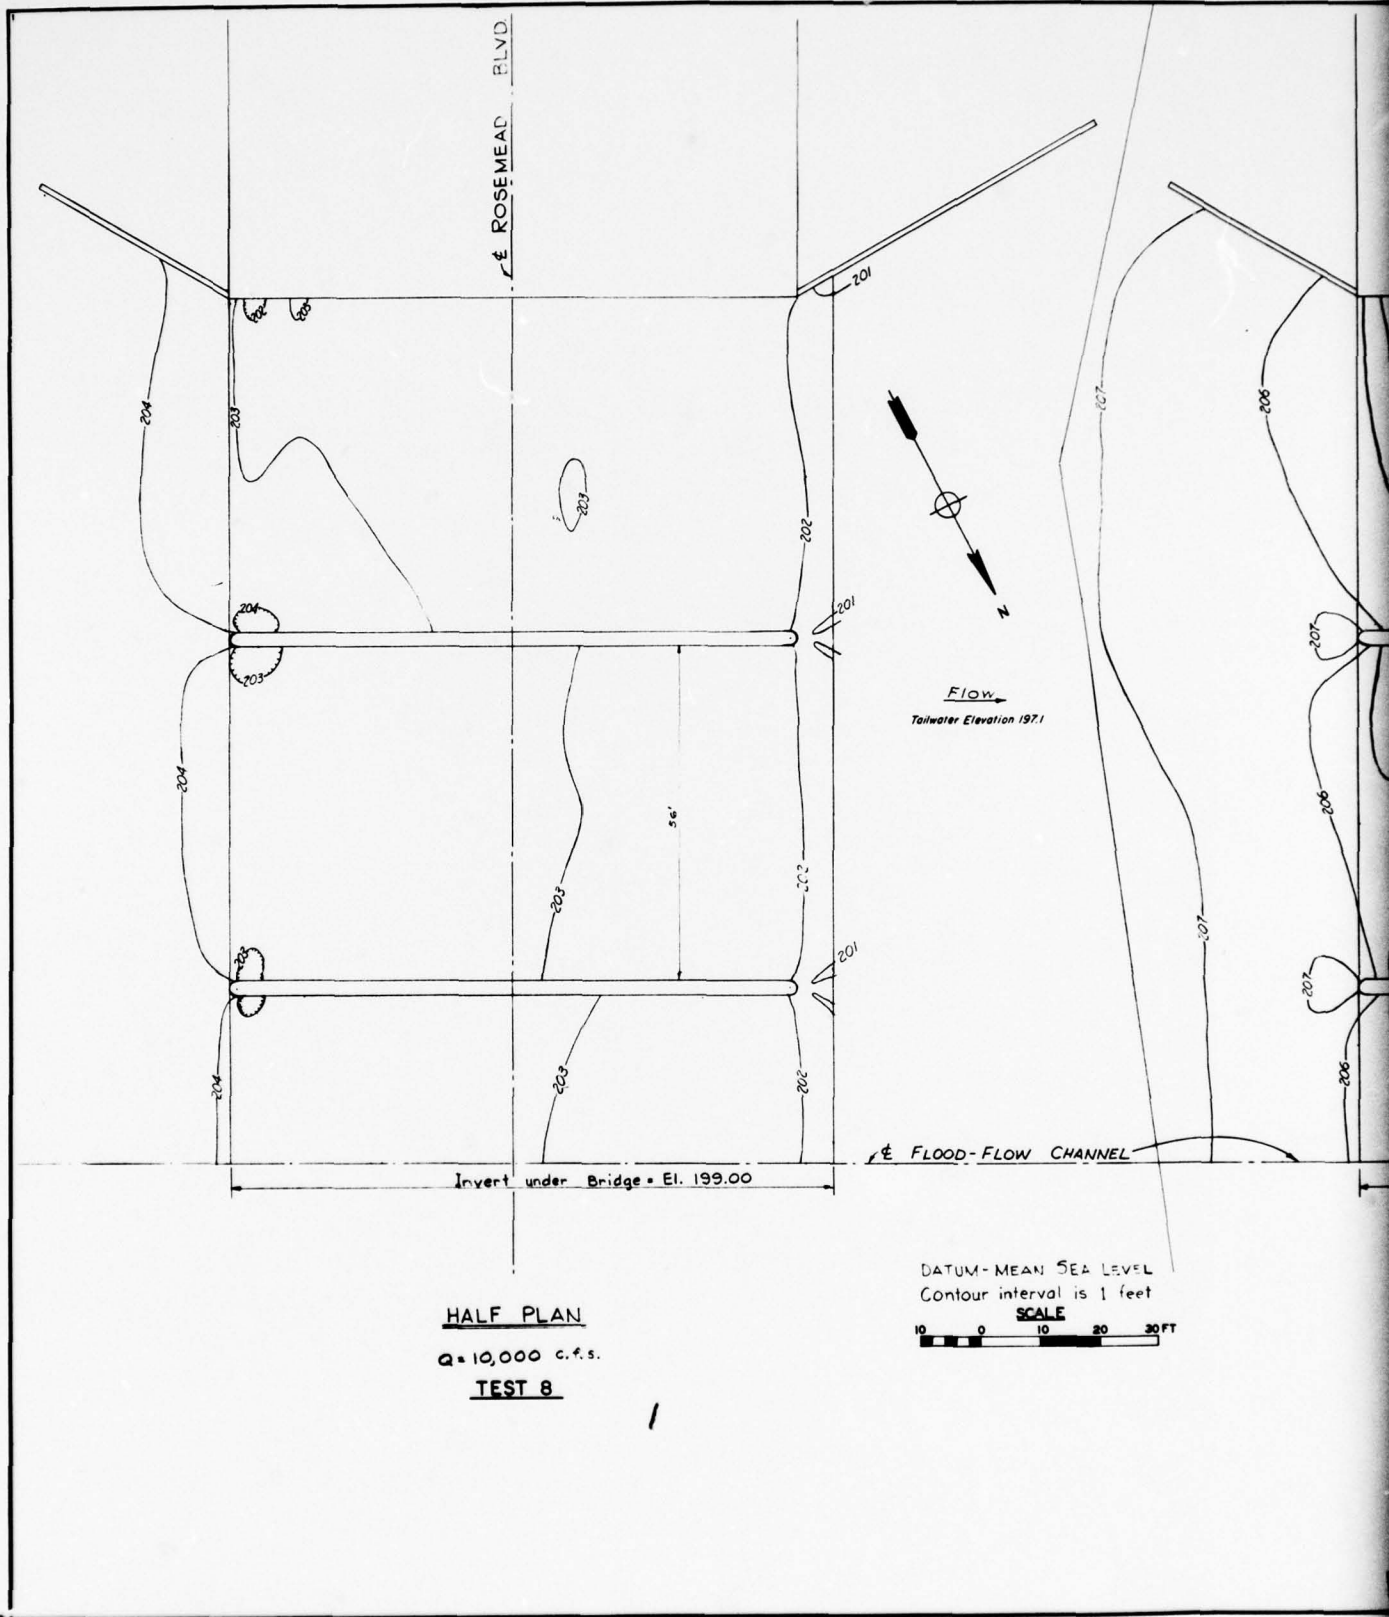 ℄ ROSEMEAD BLVD.
201
202
203
204
203
207
206
203
202
204
201
207
203
Flow
Tailwater Elevation 197.1
204
56'
206
203
202
207
203
201
207
204
203
202
206
℄ FLOOD-FLOW CHANNEL
Invert under Bridge = El. 199.00
N
HALF PLAN
Q = 10,000 c.f.s.
TEST 8
DATUM - MEAN SEA LEVEL
Contour interval is 1 feet
SCALE
10 0 10 20 30 FT
1